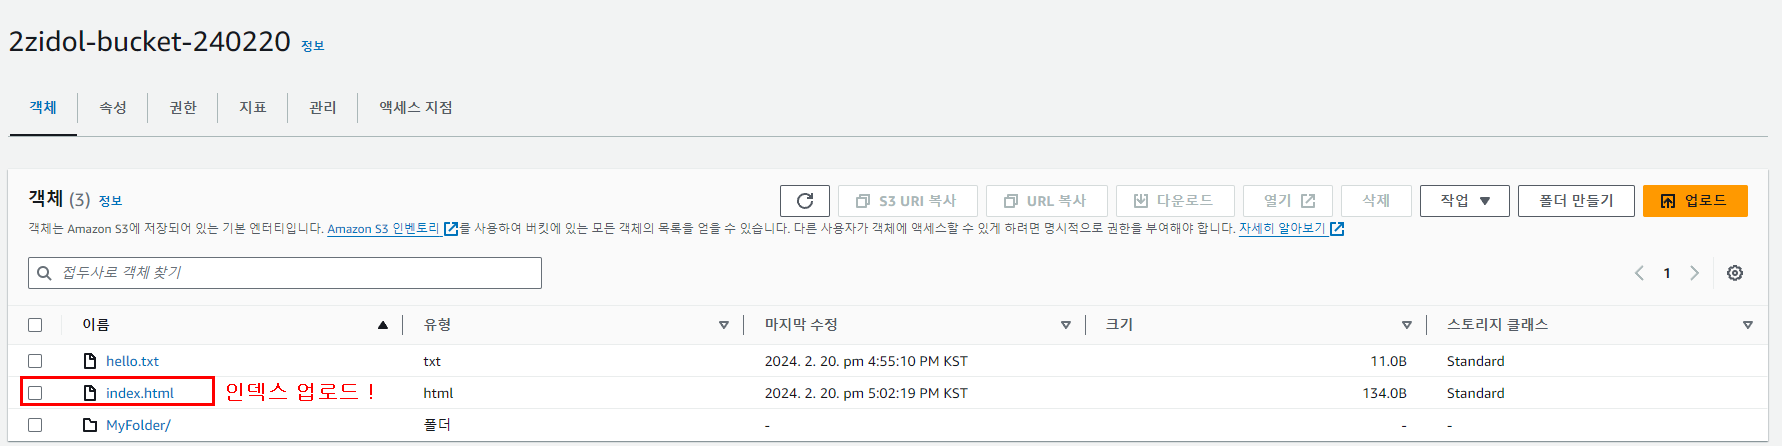 2zidol-bucket-240220 정보
객체 속성 권한 지표 관리 액세스 지점
객체 (3) 정보
S3 URI 복사 URL 복사 다운로드 열기 삭제 작업 폴더 만들기 업로드
객체는 Amazon S3에 저장되어 있는 기본 엔터티입니다. Amazon S3 인벤토리를 사용하여 버킷에 있는 모든 객체의 목록을 얻을 수 있습니다. 다른 사용자가 객체에 액세스할 수 있게 하려면 명시적으로 권한을 부여해야 합니다. 자세히 알아보기
접두사로 객체 찾기 1
이름 유형 마지막 수정 크기 스토리지 클래스
hello.txt txt 2024. 2. 20. pm 4:55:10 PM KST 11.0B Standard
index.html 인덱스 업로드 ! html 2024. 2. 20. pm 5:02:19 PM KST 134.0B Standard
MyFolder/ 폴더 - - -